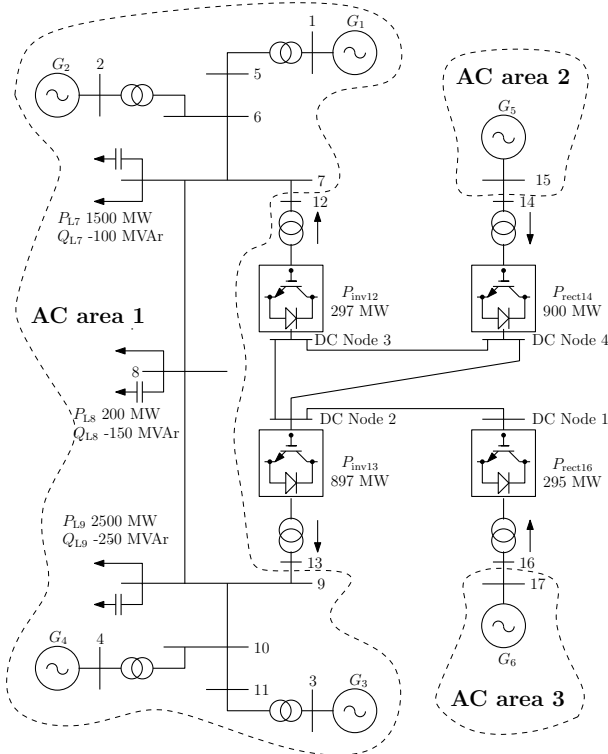 1
G1
G2
2
5
6
AC area 2
G5
7
12
15
14
PL7 1500 MW
QL7 -100 MVAr
Pinv12
297 MW
Prect14
900 MW
AC area 1
DC Node 3
DC Node 4
8
PL8 200 MW
QL8 -150 MVAr
DC Node 2
DC Node 1
Pinv13
897 MW
Prect16
295 MW
PL9 2500 MW
QL9 -250 MVAr
13
16
9
17
G4
4
10
G6
11
3
G3
AC area 3